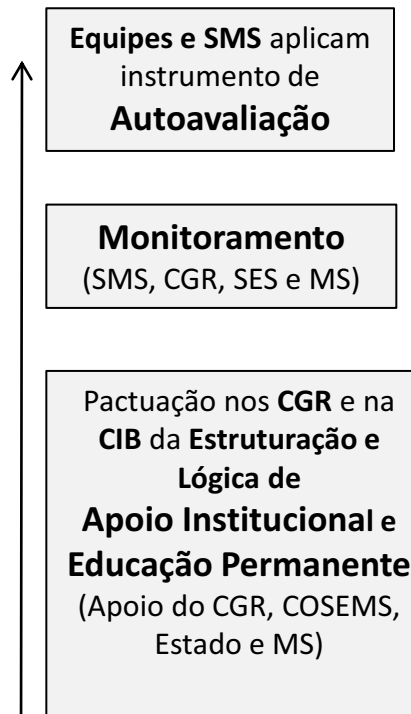 Equipes e SMS aplicam
instrumento de
Autoavaliação
Monitoramento
(SMS, CGR, SES e MS)
Pactuação nos CGR e na
CIB da Estruturação e
Lógica de
Apoio Institucional e
Educação Permanente
(Apoio do CGR, COSEMS,
Estado e MS)